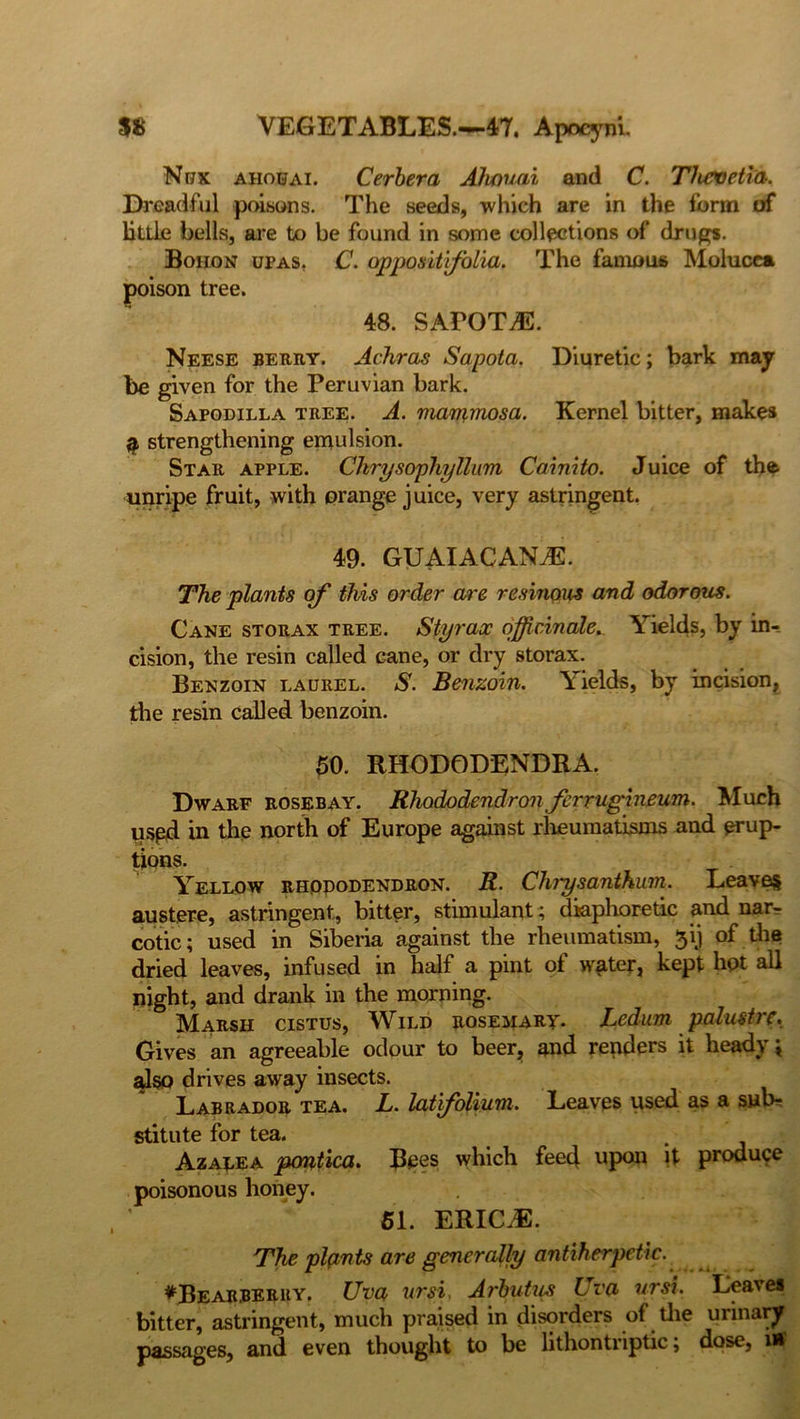 38 VEGETABLES.—47. Apocyni.
Nux ahouai. Cerbera Ahouai and C. Thevetia.
Dreadful poisons. The seeds, which are in the form of
little bells, are to be found in some collections of drugs.
Bohon upas. C. oppositifolia. The famous Molucca
poison tree.
48. SAPOTÆ.
Neese berry. Achras Sapota. Diuretic; bark may
be given for the Peruvian bark.
Sapodilla tree. A. mammosa. Kernel bitter, makes
a strengthening emulsion.
Star apple. Chrysophyllum Cainito. Juice of the
unripe fruit, with orange juice, very astringent.
49. GUAIACANÆ.
The plants of this order are resinous and odorous.
Cane storax tree. Styrax officinale. Yields, by in-
cision, the resin called cane, or dry storax.
Benzoin laurel. S. Benzoin. Yields, by incision,
the resin called benzoin.
50. RHODODENDRA.
Dwarf rosebay. Rhododendron ferrugineum. Much
used in the north of Europe against rheumatisms and erup-
tions.
Yellow rhododendron. R. Chrysanthum. Leaves
austere, astringent, bitter, stimulant; diaphoretic and nar-
cotic; used in Siberia against the rheumatism, ʒij of the
dried leaves, infused in half a pint of water, kept hot all
night, and drank in the morning.
Marsh cistus, Wild rosemary. Ledum palustre.
Gives an agreeable odour to beer, and renders it heady;
also drives away insects.
Labrador tea. L. latifolium. Leaves used as a sub-
stitute for tea.
Azalea pontica. Bees which feed upon it produce
poisonous honey.
51. ERICÆ.
The plants are generally antiherpetic.
*Bearberry. Uva ursi, Arbutus Uva ursi. Leaves
bitter, astringent, much praised in disorders of the urinary
passages, and even thought to be lithontriptic; dose, in